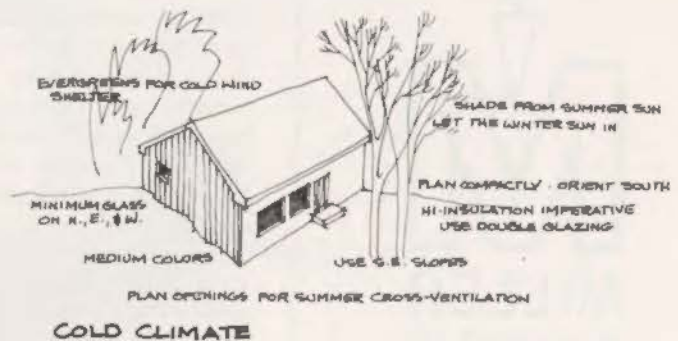 EVERGREENS FOR COLD WIND
SHELTER
SHADE FROM SUMMER SUN
LET THE WINTER SUN IN
PLAN COMPACTLY - ORIENT SOUTH
HI-INSULATION IMPERATIVE
USE DOUBLE GLAZING
MINIMUM GLASS
ON N., E., & W.
MEDIUM COLORS
USE S.E. SLOPES
PLAN OPENINGS FOR SUMMER CROSS-VENTILATION
COLD CLIMATE